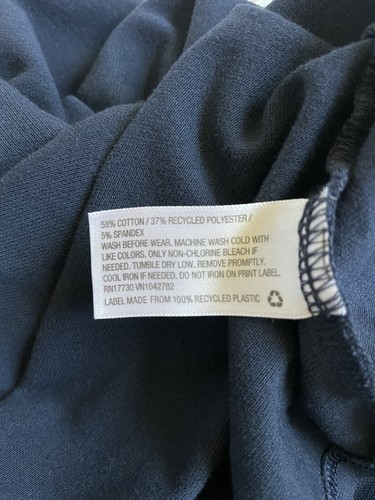 58% COTTON / 37% RECYCLED POLYESTER /
5% SPANDEX
WASH BEFORE WEAR. MACHINE WASH COLD WITH
LIKE COLORS. ONLY NON-CHLORINE BLEACH IF
NEEDED. TUMBLE DRY LOW. REMOVE PROMPTLY.
COOL IRON IF NEEDED. DO NOT IRON ON PRINT LABEL.
RN17730 VN1042782
LABEL MADE FROM 100% RECYCLED PLASTIC